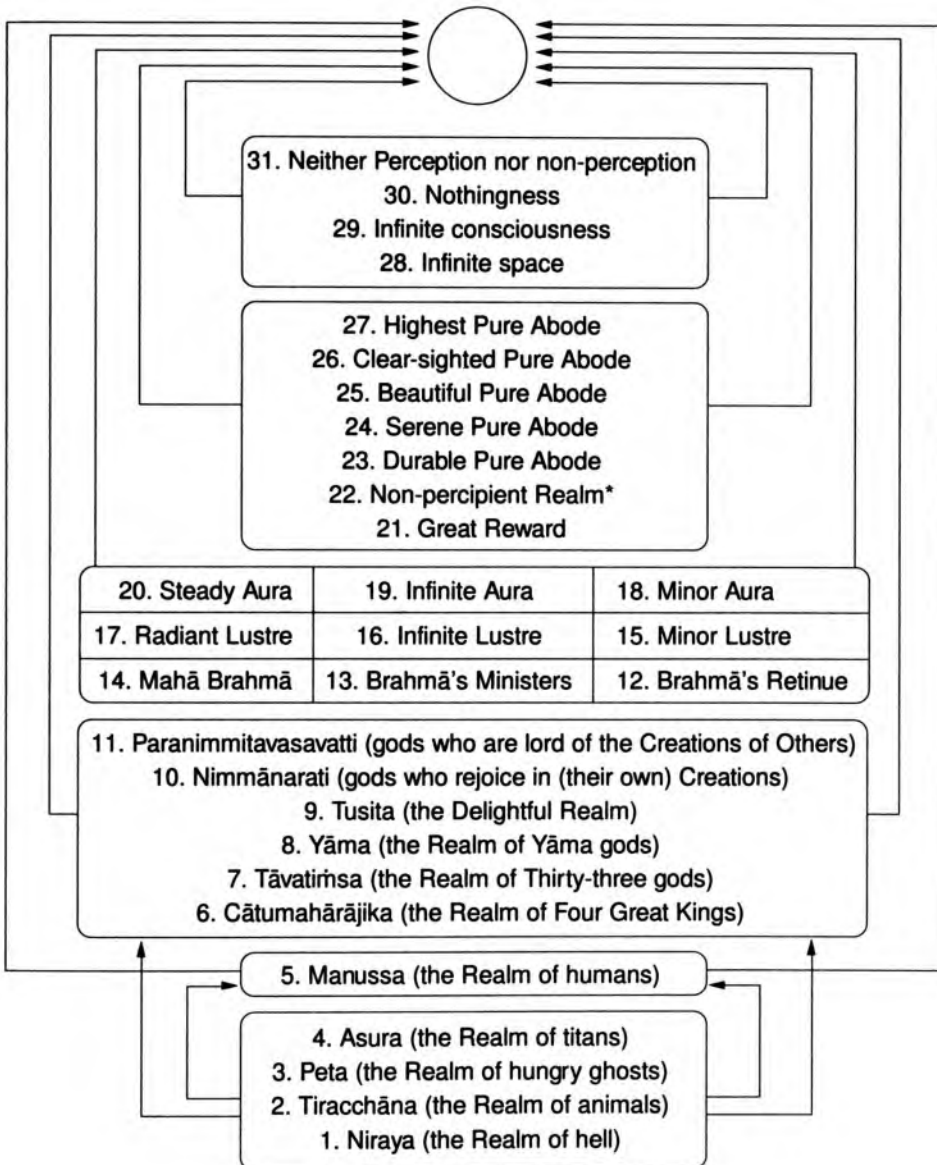 31. Neither Perception nor non-perception
30. Nothingness
29. Infinite consciousness
28. Infinite space
27. Highest Pure Abode
26. Clear-sighted Pure Abode
25. Beautiful Pure Abode
24. Serene Pure Abode
23. Durable Pure Abode
22. Non-percipient Realm*
21. Great Reward
20. Steady Aura 19. Infinite Aura 18. Minor Aura
17. Radiant Lustre 16. Infinite Lustre 15. Minor Lustre
14. Mahā Brahmā 13. Brahmā's Ministers 12. Brahmā's Retinue
11. Paranimmitavasavatti (gods who are lord of the Creations of Others)
10. Nimmānarati (gods who rejoice in (their own) Creations)
9. Tusita (the Delightful Realm)
8. Yāma (the Realm of Yāma gods)
7. Tāvatiṁsa (the Realm of Thirty-three gods)
6. Cātumahārājika (the Realm of Four Great Kings)
5. Manussa (the Realm of humans)
4. Asura (the Realm of titans)
3. Peta (the Realm of hungry ghosts)
2. Tiracchāna (the Realm of animals)
1. Niraya (the Realm of hell)